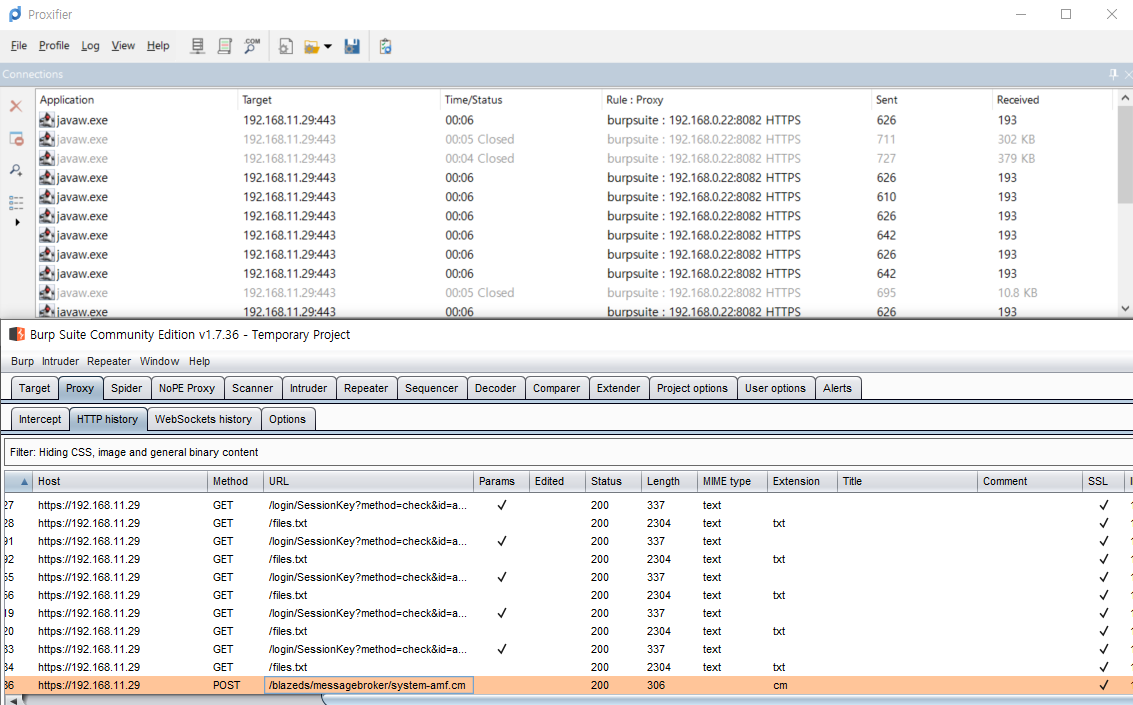 Proxifier
File Profile Log View Help .COM
Connections
Application Target Time/Status Rule : Proxy Sent Received
javaw.exe 192.168.11.29:443 00:06 burpsuite : 192.168.0.22:8082 HTTPS 626 193
javaw.exe 192.168.11.29:443 00:05 Closed burpsuite : 192.168.0.22:8082 HTTPS 711 302 KB
javaw.exe 192.168.11.29:443 00:04 Closed burpsuite : 192.168.0.22:8082 HTTPS 727 379 KB
javaw.exe 192.168.11.29:443 00:06 burpsuite : 192.168.0.22:8082 HTTPS 626 193
javaw.exe 192.168.11.29:443 00:06 burpsuite : 192.168.0.22:8082 HTTPS 610 193
javaw.exe 192.168.11.29:443 00:06 burpsuite : 192.168.0.22:8082 HTTPS 626 193
javaw.exe 192.168.11.29:443 00:06 burpsuite : 192.168.0.22:8082 HTTPS 642 193
javaw.exe 192.168.11.29:443 00:06 burpsuite : 192.168.0.22:8082 HTTPS 626 193
javaw.exe 192.168.11.29:443 00:06 burpsuite : 192.168.0.22:8082 HTTPS 642 193
javaw.exe 192.168.11.29:443 00:05 Closed burpsuite : 192.168.0.22:8082 HTTPS 695 10.8 KB
javaw.exe 192.168.11.29:443 00:06 burpsuite : 192.168.0.22:8082 HTTPS 626 193
Burp Suite Community Edition v1.7.36 - Temporary Project
Burp Intruder Repeater Window Help
Target Proxy Spider NoPE Proxy Scanner Intruder Repeater Sequencer Decoder Comparer Extender Project options User options Alerts
Intercept HTTP history WebSockets history Options
Filter: Hiding CSS, image and general binary content
Host Method URL Params Edited Status Length MIME type Extension Title Comment SSL
27 https://192.168.11.29 GET /login/SessionKey?method=check&id=a... ✓ 200 337 text ✓
28 https://192.168.11.29 GET /files.txt 200 2304 text txt ✓
91 https://192.168.11.29 GET /login/SessionKey?method=check&id=a... ✓ 200 337 text ✓
92 https://192.168.11.29 GET /files.txt 200 2304 text txt ✓
55 https://192.168.11.29 GET /login/SessionKey?method=check&id=a... ✓ 200 337 text ✓
56 https://192.168.11.29 GET /files.txt 200 2304 text txt ✓
19 https://192.168.11.29 GET /login/SessionKey?method=check&id=a... ✓ 200 337 text ✓
20 https://192.168.11.29 GET /files.txt 200 2304 text txt ✓
83 https://192.168.11.29 GET /login/SessionKey?method=check&id=a... ✓ 200 337 text ✓
84 https://192.168.11.29 GET /files.txt 200 2304 text txt ✓
86 https://192.168.11.29 POST /blazeds/messagebroker/system-amf.cm 200 306 cm ✓